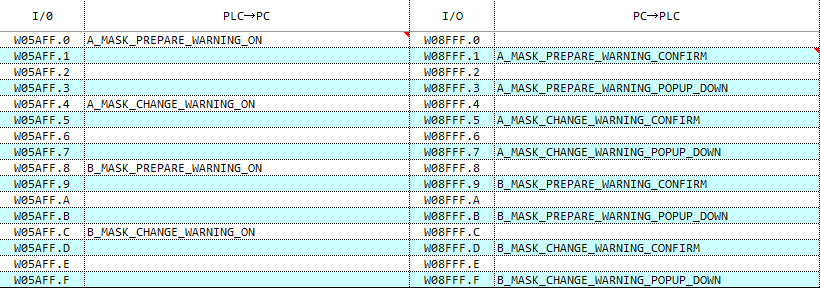 I/0 PLC→PC I/O PC→PLC
W05AFF.0 A_MASK_PREPARE_WARNING_ON W08FFF.0
W05AFF.1 W08FFF.1 A_MASK_PREPARE_WARNING_CONFIRM
W05AFF.2 W08FFF.2
W05AFF.3 W08FFF.3 A_MASK_PREPARE_WARNING_POPUP_DOWN
W05AFF.4 A_MASK_CHANGE_WARNING_ON W08FFF.4
W05AFF.5 W08FFF.5 A_MASK_CHANGE_WARNING_CONFIRM
W05AFF.6 W08FFF.6
W05AFF.7 W08FFF.7 A_MASK_CHANGE_WARNING_POPUP_DOWN
W05AFF.8 B_MASK_PREPARE_WARNING_ON W08FFF.8
W05AFF.9 W08FFF.9 B_MASK_PREPARE_WARNING_CONFIRM
W05AFF.A W08FFF.A
W05AFF.B W08FFF.B B_MASK_PREPARE_WARNING_POPUP_DOWN
W05AFF.C B_MASK_CHANGE_WARNING_ON W08FFF.C
W05AFF.D W08FFF.D B_MASK_CHANGE_WARNING_CONFIRM
W05AFF.E W08FFF.E
W05AFF.F W08FFF.F B_MASK_CHANGE_WARNING_POPUP_DOWN